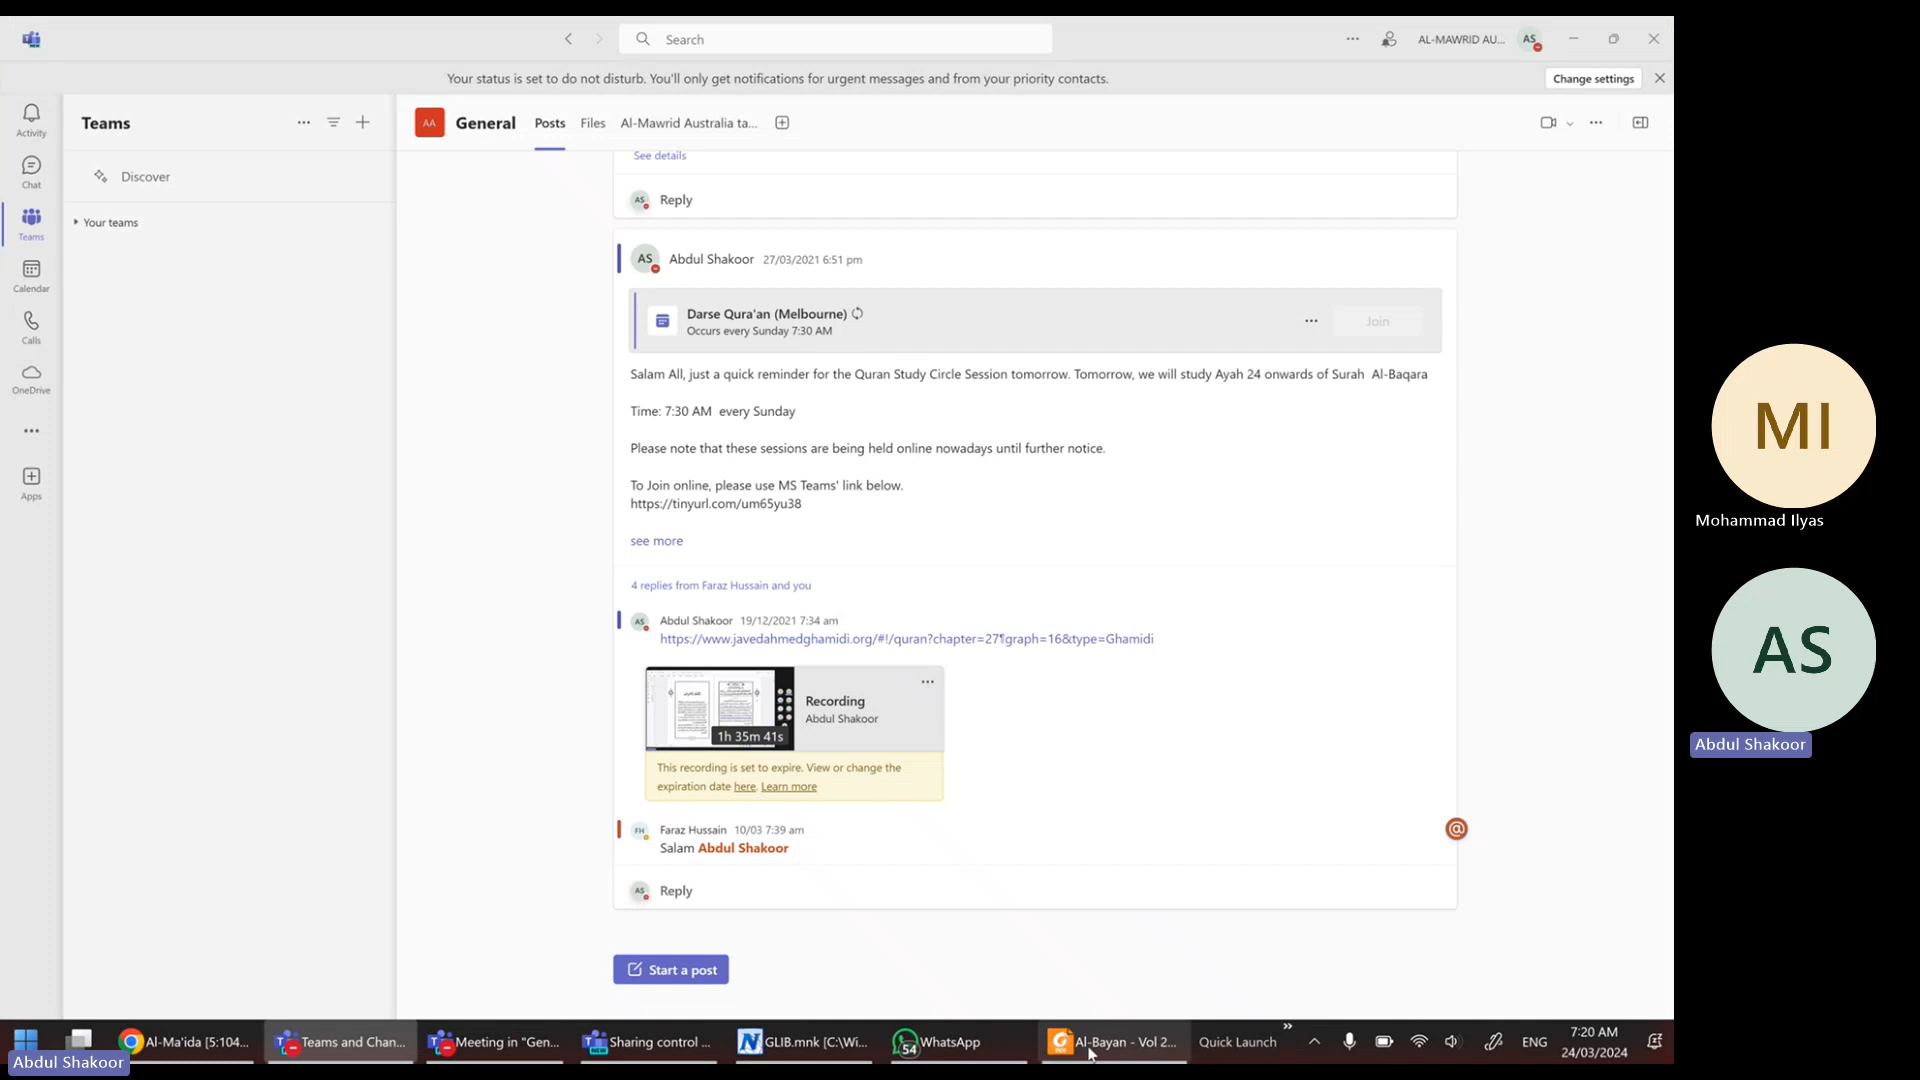 Search
AL-MAWRID AU...
AS
Your status is set to do not disturb. You'll only get notifications for urgent messages and from your priority contacts.
Change settings
Activity
Chat
Teams
Calendar
Calls
OneDrive
Apps
Teams
Discover
Your teams
AA
General
Posts
Files
Al-Mawrid Australia ta...
See details
AS
Reply
AS
Abdul Shakoor
27/03/2021 6:51 pm
Darse Qura'an (Melbourne)
Occurs every Sunday 7:30 AM
Join
Salam All, just a quick reminder for the Quran Study Circle Session tomorrow. Tomorrow, we will study Ayah 24 onwards of Surah Al-Baqara
Time: 7:30 AM every Sunday
Please note that these sessions are being held online nowadays until further notice.
To Join online, please use MS Teams' link below.
https://tinyurl.com/um65yu38
see more
4 replies from Faraz Hussain and you
AS
Abdul Shakoor
19/12/2021 7:34 am
https://www.javedahmedghamidi.org/#!/quran?chapter=27¶graph=16&type=Ghamidi
1h 35m 41s
Recording
Abdul Shakoor
This recording is set to expire. View or change the
expiration date here. Learn more
FH
Faraz Hussain
10/03 7:39 am
Salam Abdul Shakoor
@
AS
Reply
Start a post
MI
Mohammad Ilyas
AS
Abdul Shakoor
Al-Ma'ida [5:104...
Teams and Chan...
Meeting in "Gen...
NEW
Sharing control ...
GLIB.mnk [C:\Wi...
54
WhatsApp
Al-Bayan - Vol 2...
Quick Launch
ENG
7:20 AM
24/03/2024
Abdul Shakoor